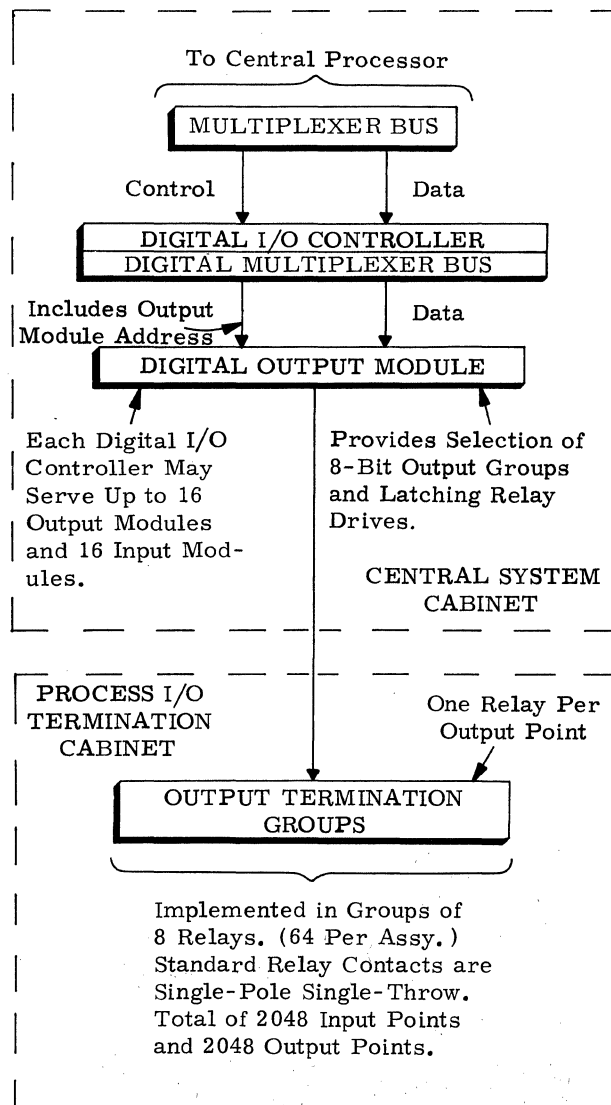 To Central Processor
MULTIPLEXER BUS
Control
Data
DIGITAL I/O CONTROLLER
DIGITAL MULTIPLEXER BUS
Includes Output
Module Address
Data
DIGITAL OUTPUT MODULE
Each Digital I/O
Controller May
Serve Up to 16
Output Modules
and 16 Input Mod-
ules.
Provides Selection of
8-Bit Output Groups
and Latching Relay
Drives.
CENTRAL SYSTEM
CABINET
PROCESS I/O
TERMINATION
CABINET
One Relay Per
Output Point
OUTPUT TERMINATION
GROUPS
Implemented in Groups of
8 Relays. (64 Per Assy.)
Standard Relay Contacts are
Single-Pole Single-Throw.
Total of 2048 Input Points
and 2048 Output Points.